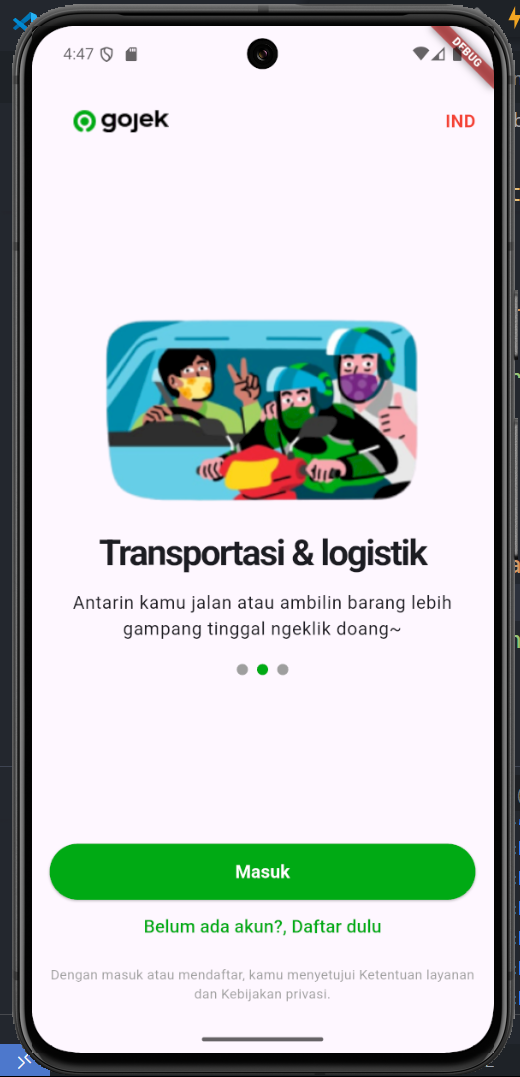 4:47
DEBUG
gojek
IND
Transportasi & logistik
Antarin kamu jalan atau ambilin barang lebih
gampang tinggal ngeklik doang~
Masuk
Belum ada akun?, Daftar dulu
Dengan masuk atau mendaftar, kamu menyetujui Ketentuan layanan
dan Kebijakan privasi.